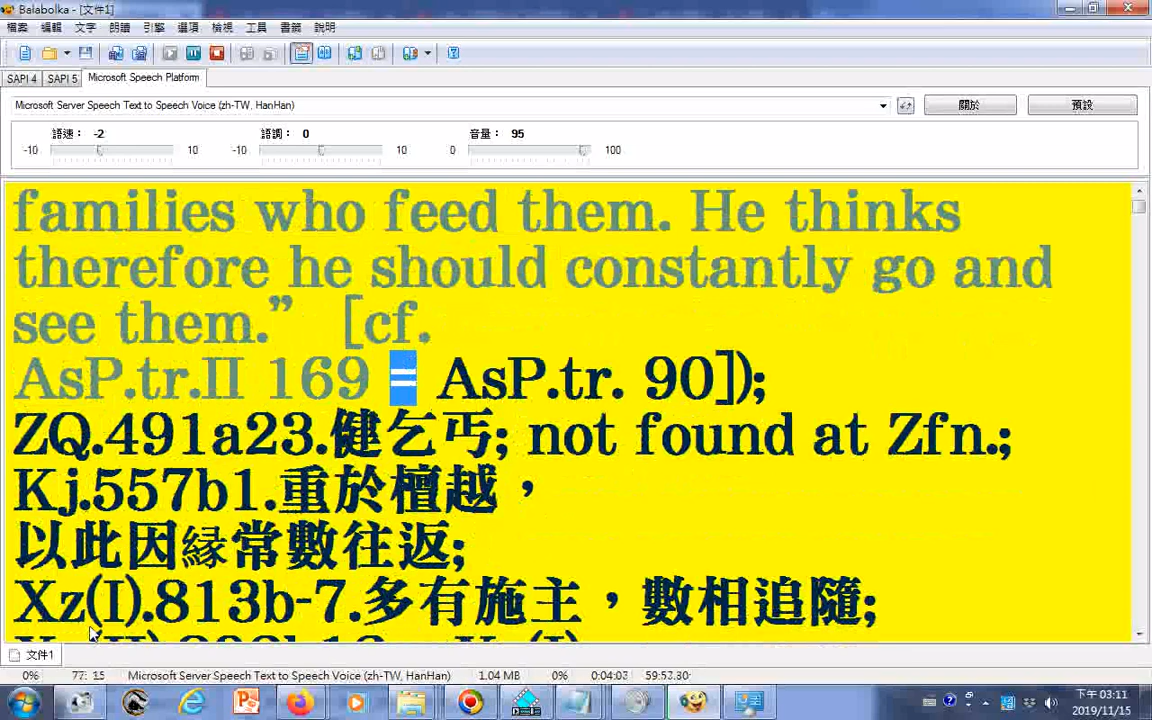 Balabolka - [文件1]
檔案 編輯 文字 朗讀 引擎 選項 檢視 工具 書籤 說明
SAPI 4 SAPI 5 Microsoft Speech Platform
Microsoft Server Speech Text to Speech Voice (zh-TW, HanHan) 關於 預設
語速： -2 語調： 0 音量： 95
-10 10 -10 10 0 100
families who feed them. He thinks
therefore he should constantly go and
see them.” [cf.
AsP.tr.II 169 = AsP.tr. 90]);
ZQ.491a23.健乞丐; not found at Zfn.;
Kj.557b1.重於檀越，
以此因縁常數往返;
Xz(I).813b-7.多有施主，數相追隨;
文件1
0% 77: 15 Microsoft Server Speech Text to Speech Voice (zh-TW, HanHan) 1.04 MB 0% 0:04:03
下午 03:11
2019/11/15